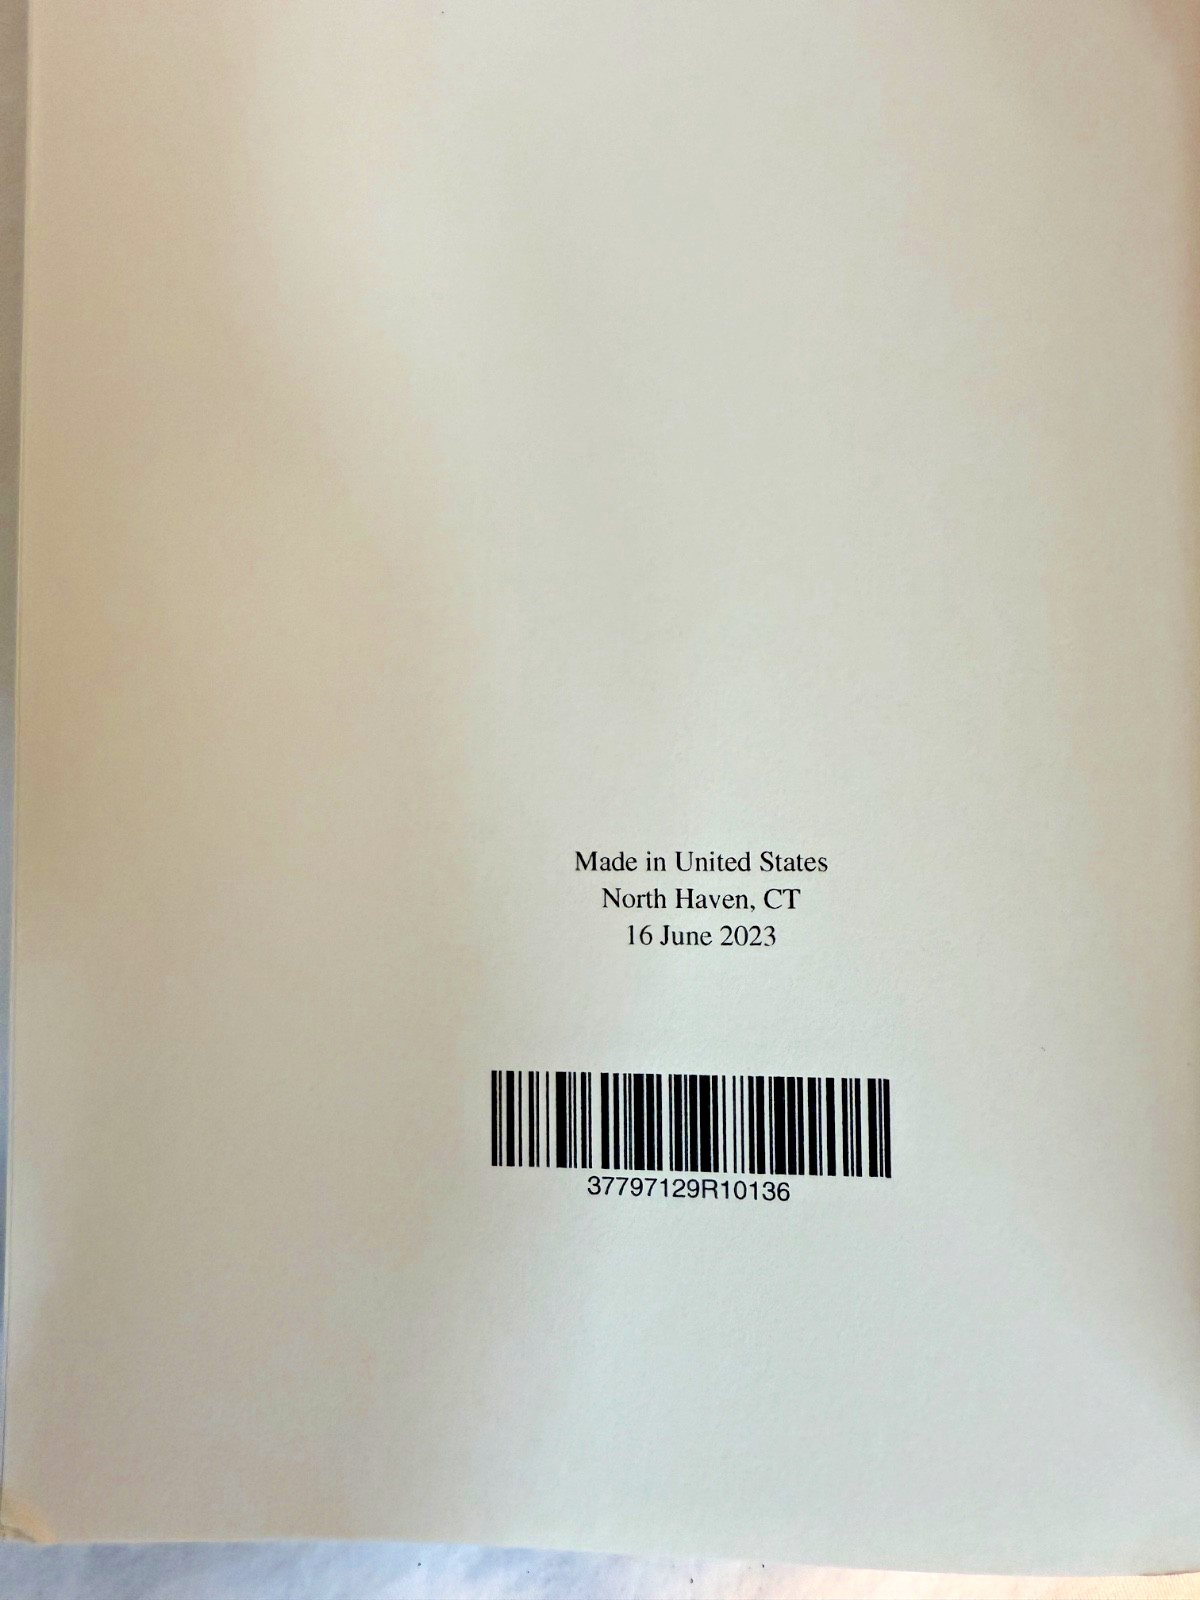 Made in United States
North Haven, CT
16 June 2023
37797129R10136